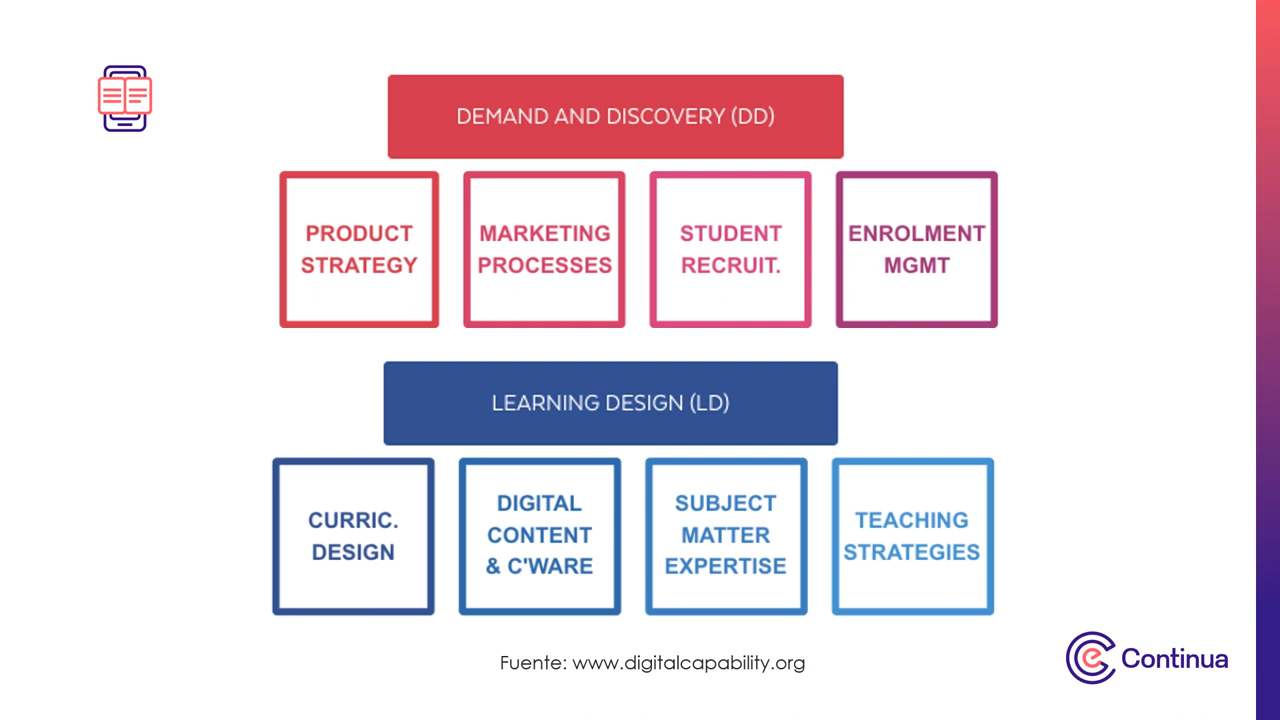 DEMAND AND DISCOVERY (DD)
PRODUCT
STRATEGY
MARKETING
PROCESSES
STUDENT
RECRUIT.
ENROLMENT
MGMT
LEARNING DESIGN (LD)
CURRIC.
DESIGN
DIGITAL
CONTENT
& C'WARE
SUBJECT
MATTER
EXPERTISE
TEACHING
STRATEGIES
Fuente: www.digitalcapability.org
e Continua